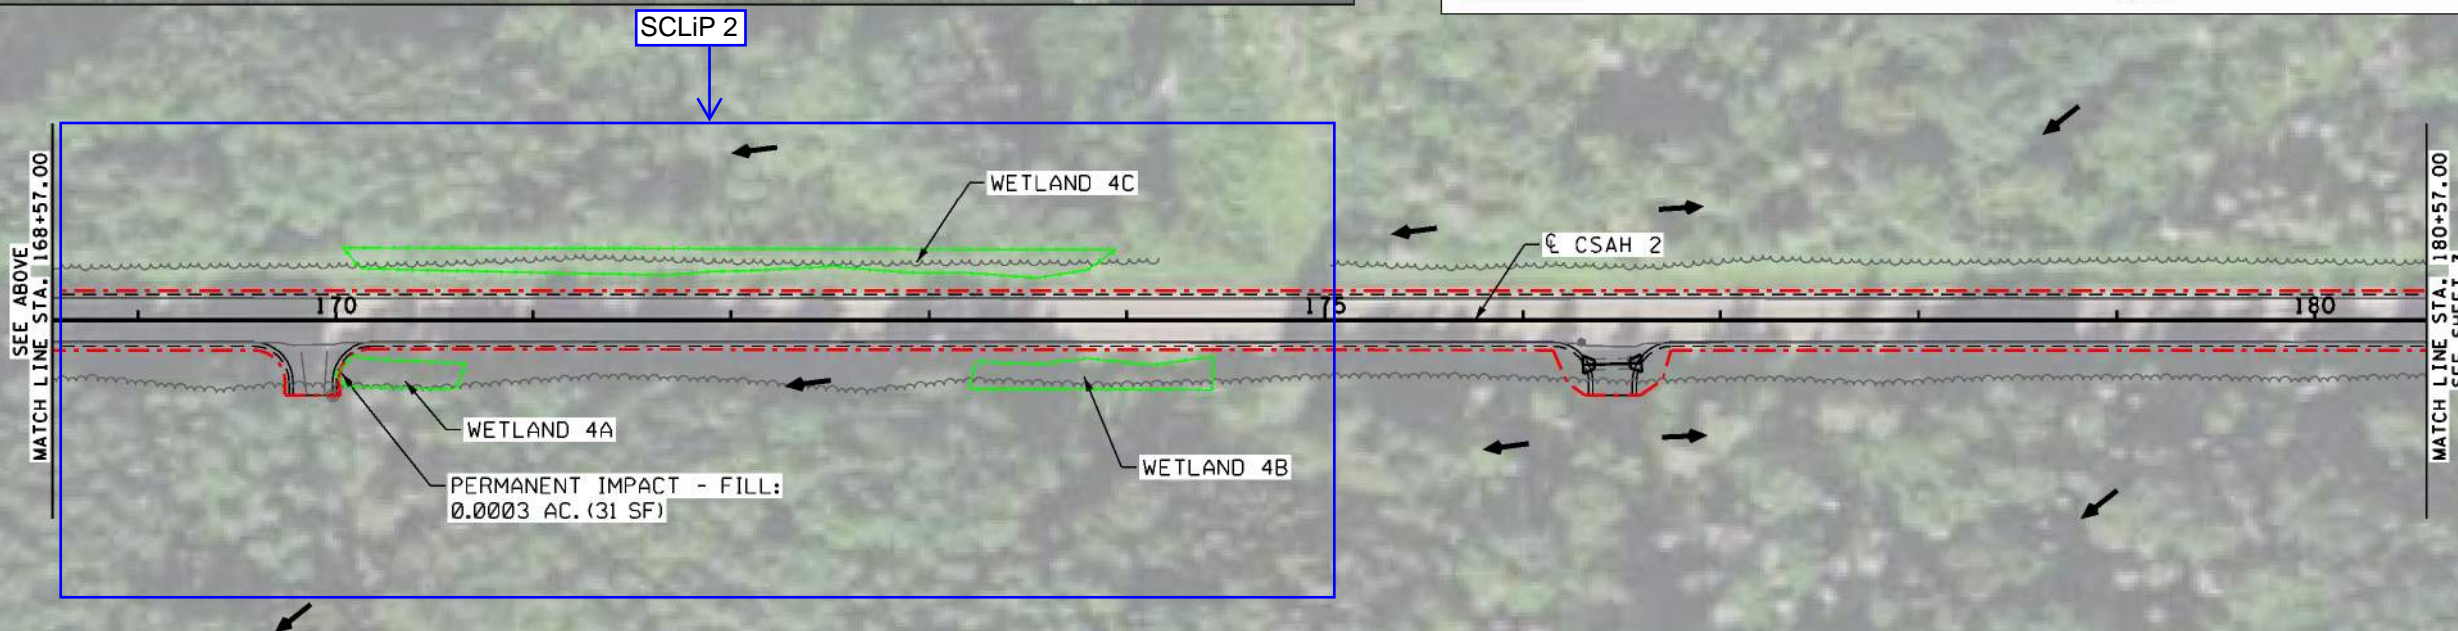 SCLiP 2
WETLAND 4C
℄ CSAH 2
SEE ABOVE
MATCH LINE STA. 168+57.00
170
175
180
MATCH LINE STA. 180+57.00
WETLAND 4A
WETLAND 4B
PERMANENT IMPACT - FILL:
0.0003 AC. (31 SF)